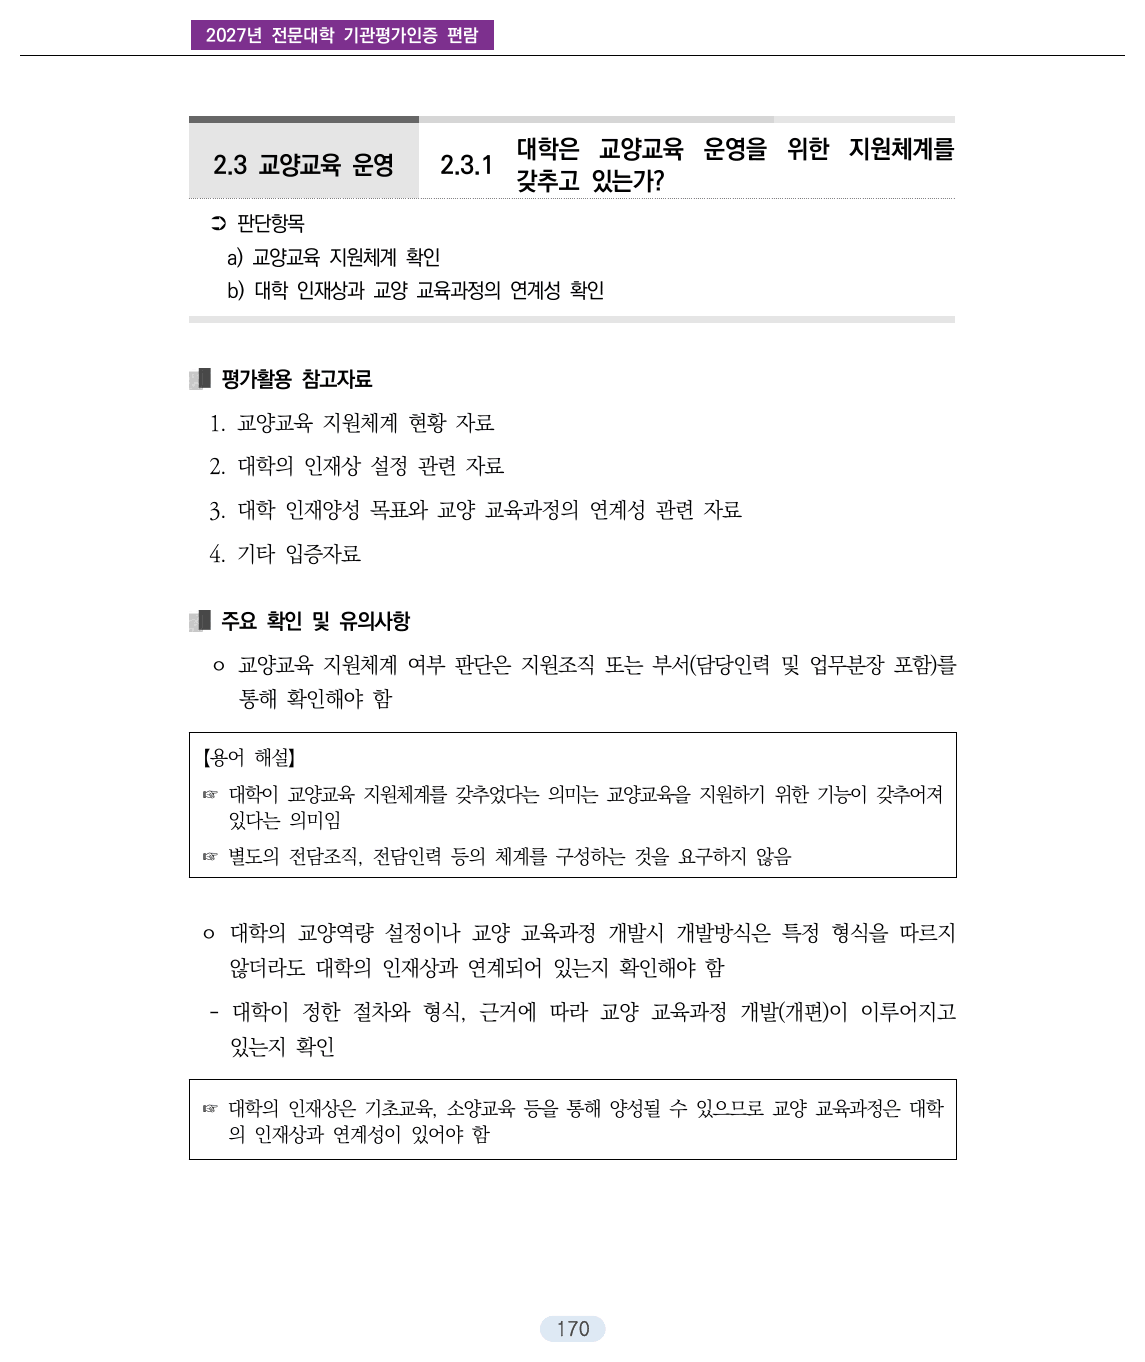 2027년 전문대학 기관평가인증 편람
2.3 교양교육 운영
2.3.1
대학은 교양교육 운영을 위한 지원체계를
갖추고 있는가?
➲ 판단항목
a) 교양교육 지원체계 확인
b) 대학 인재상과 교양 교육과정의 연계성 확인
평가활용 참고자료
1. 교양교육 지원체계 현황 자료
2. 대학의 인재상 설정 관련 자료
3. 대학 인재양성 목표와 교양 교육과정의 연계성 관련 자료
4. 기타 입증자료
주요 확인 및 유의사항
ㅇ 교양교육 지원체계 여부 판단은 지원조직 또는 부서(담당인력 및 업무분장 포함)를
통해 확인해야 함
【용어 해설】
☞ 대학이 교양교육 지원체계를 갖추었다는 의미는 교양교육을 지원하기 위한 기능이 갖추어져
있다는 의미임
☞ 별도의 전담조직, 전담인력 등의 체계를 구성하는 것을 요구하지 않음
ㅇ 대학의 교양역량 설정이나 교양 교육과정 개발시 개발방식은 특정 형식을 따르지
않더라도 대학의 인재상과 연계되어 있는지 확인해야 함
- 대학이 정한 절차와 형식, 근거에 따라 교양 교육과정 개발(개편)이 이루어지고
있는지 확인
☞ 대학의 인재상은 기초교육, 소양교육 등을 통해 양성될 수 있으므로 교양 교육과정은 대학
의 인재상과 연계성이 있어야 함
170